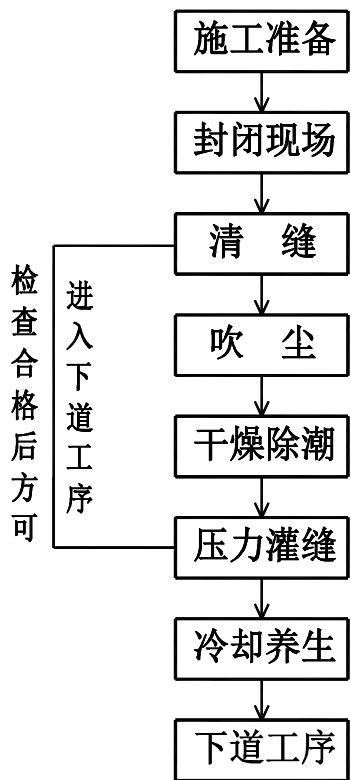 施工准备
封闭现场
清 缝
吹 尘
干燥除潮
压力灌缝
冷却养生
下道工序
检查合格后方可
进入下道工序